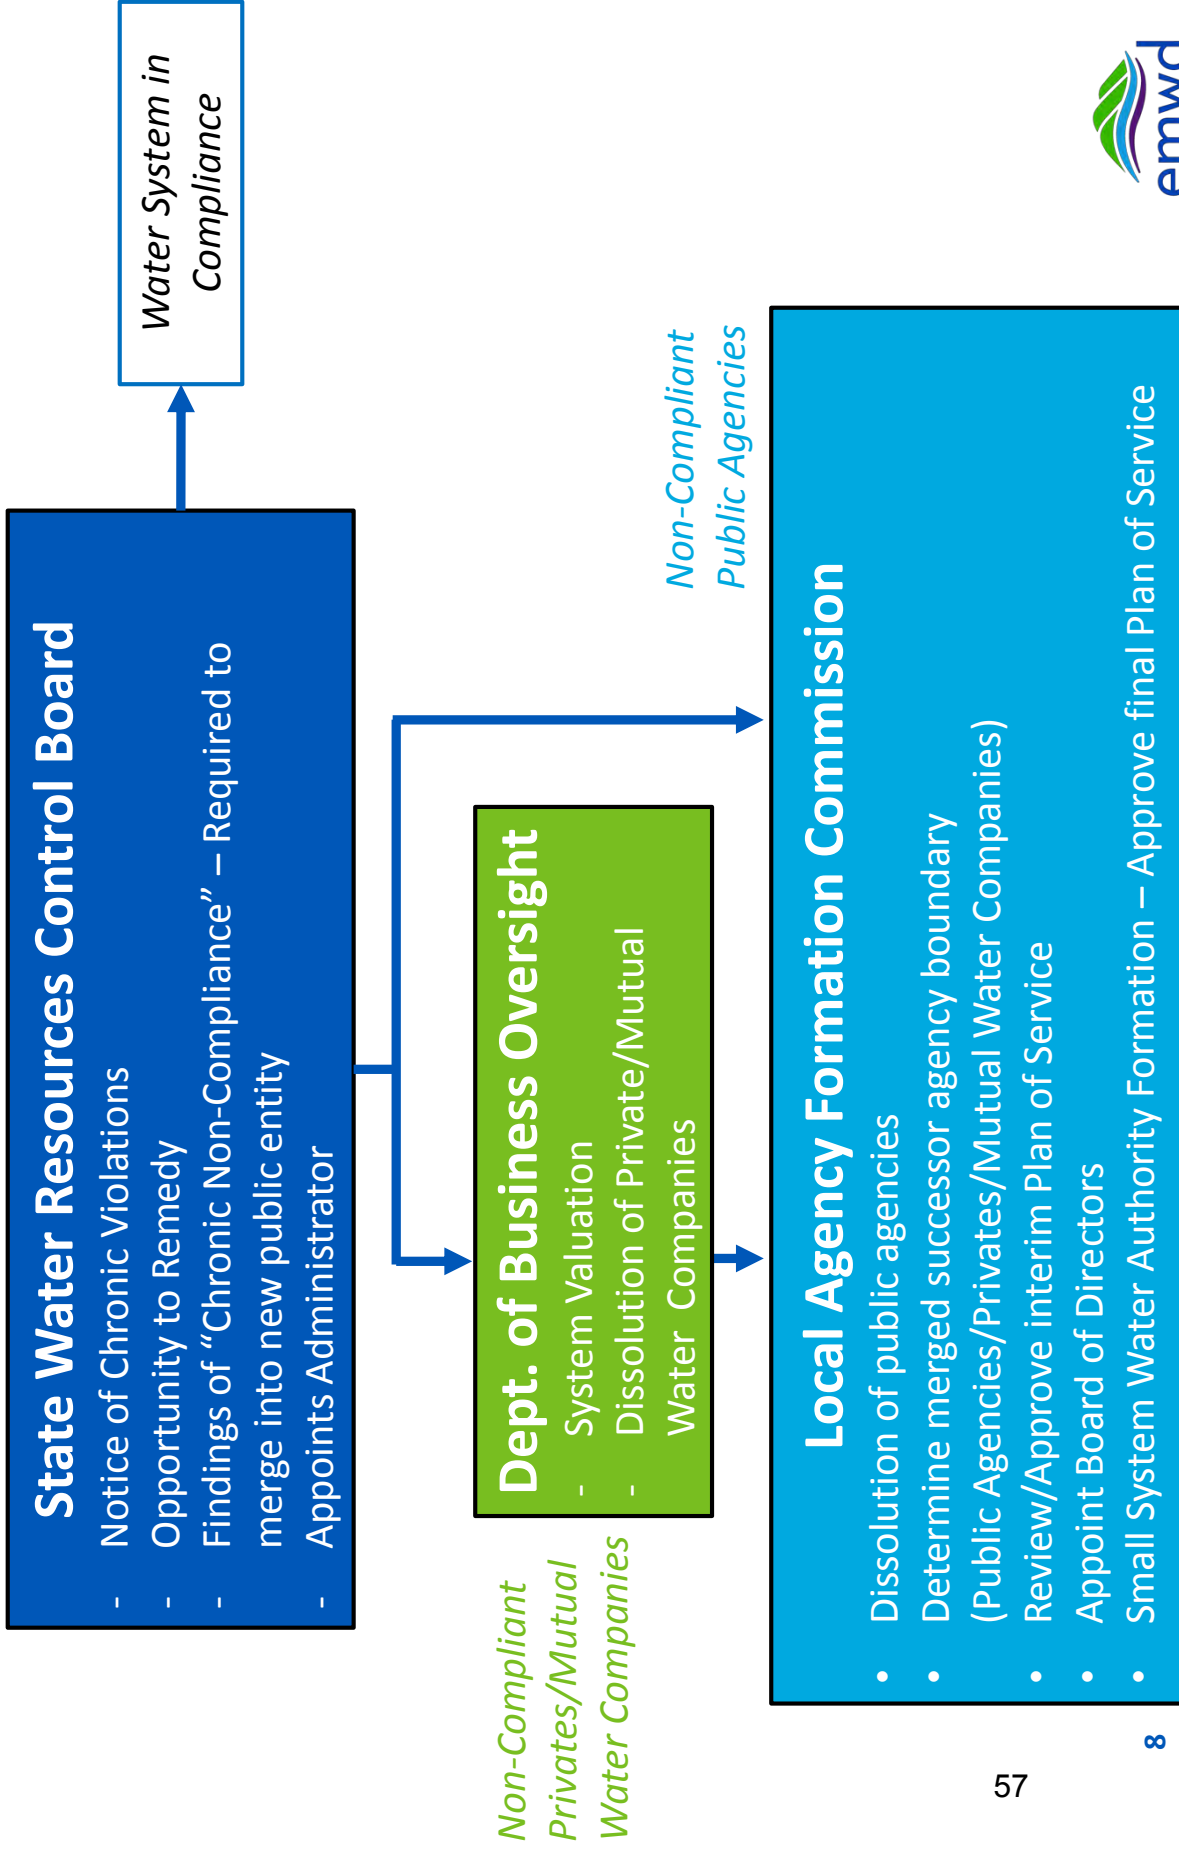 State Water Resources Control Board
- Notice of Chronic Violations
- Opportunity to Remedy
- Findings of “Chronic Non-Compliance” – Required to
merge into new public entity
- Appoints Administrator
Water System in
Compliance
Non-Compliant
Privates/Mutual
Water Companies
Dept. of Business Oversight
- System Valuation
- Dissolution of Private/Mutual
Water Companies
Non-Compliant
Public Agencies
Local Agency Formation Commission
• Dissolution of public agencies
• Determine merged successor agency boundary
(Public Agencies/Privates/Mutual Water Companies)
• Review/Approve interim Plan of Service
• Appoint Board of Directors
• Small System Water Authority Formation – Approve final Plan of Service
8
emwd
57